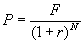 P = F / (1 + r)^N